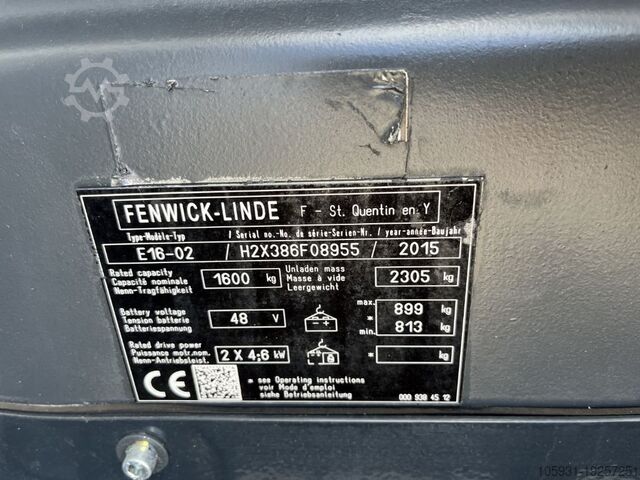 FENWICK-LINDE F - St. Quentin en Y
Type-Modèle-Typ / Serial no.-No. de série-Serien-Nr. / year-année-Baujahr
E16-02 / H2X386F08955 / 2015
Rated capacity
Capacité nominale
Nenn-Tragfähigkeit
1600 kg
Unladen mass
Masse à vide
Leergewicht
2305 kg
Battery voltage
Tension batterie
Batteriespannung
48 V
max. 899 kg
*
min. 813 kg
Rated drive power
Puissance motr.nom.
Nenn-Antriebsleist.
2 X 4,6 kW
* kg
CE
* see Operating instructions
voir Mode d'emploi
siehe Betriebsanleitung
000 938 45 12
105931-19257251